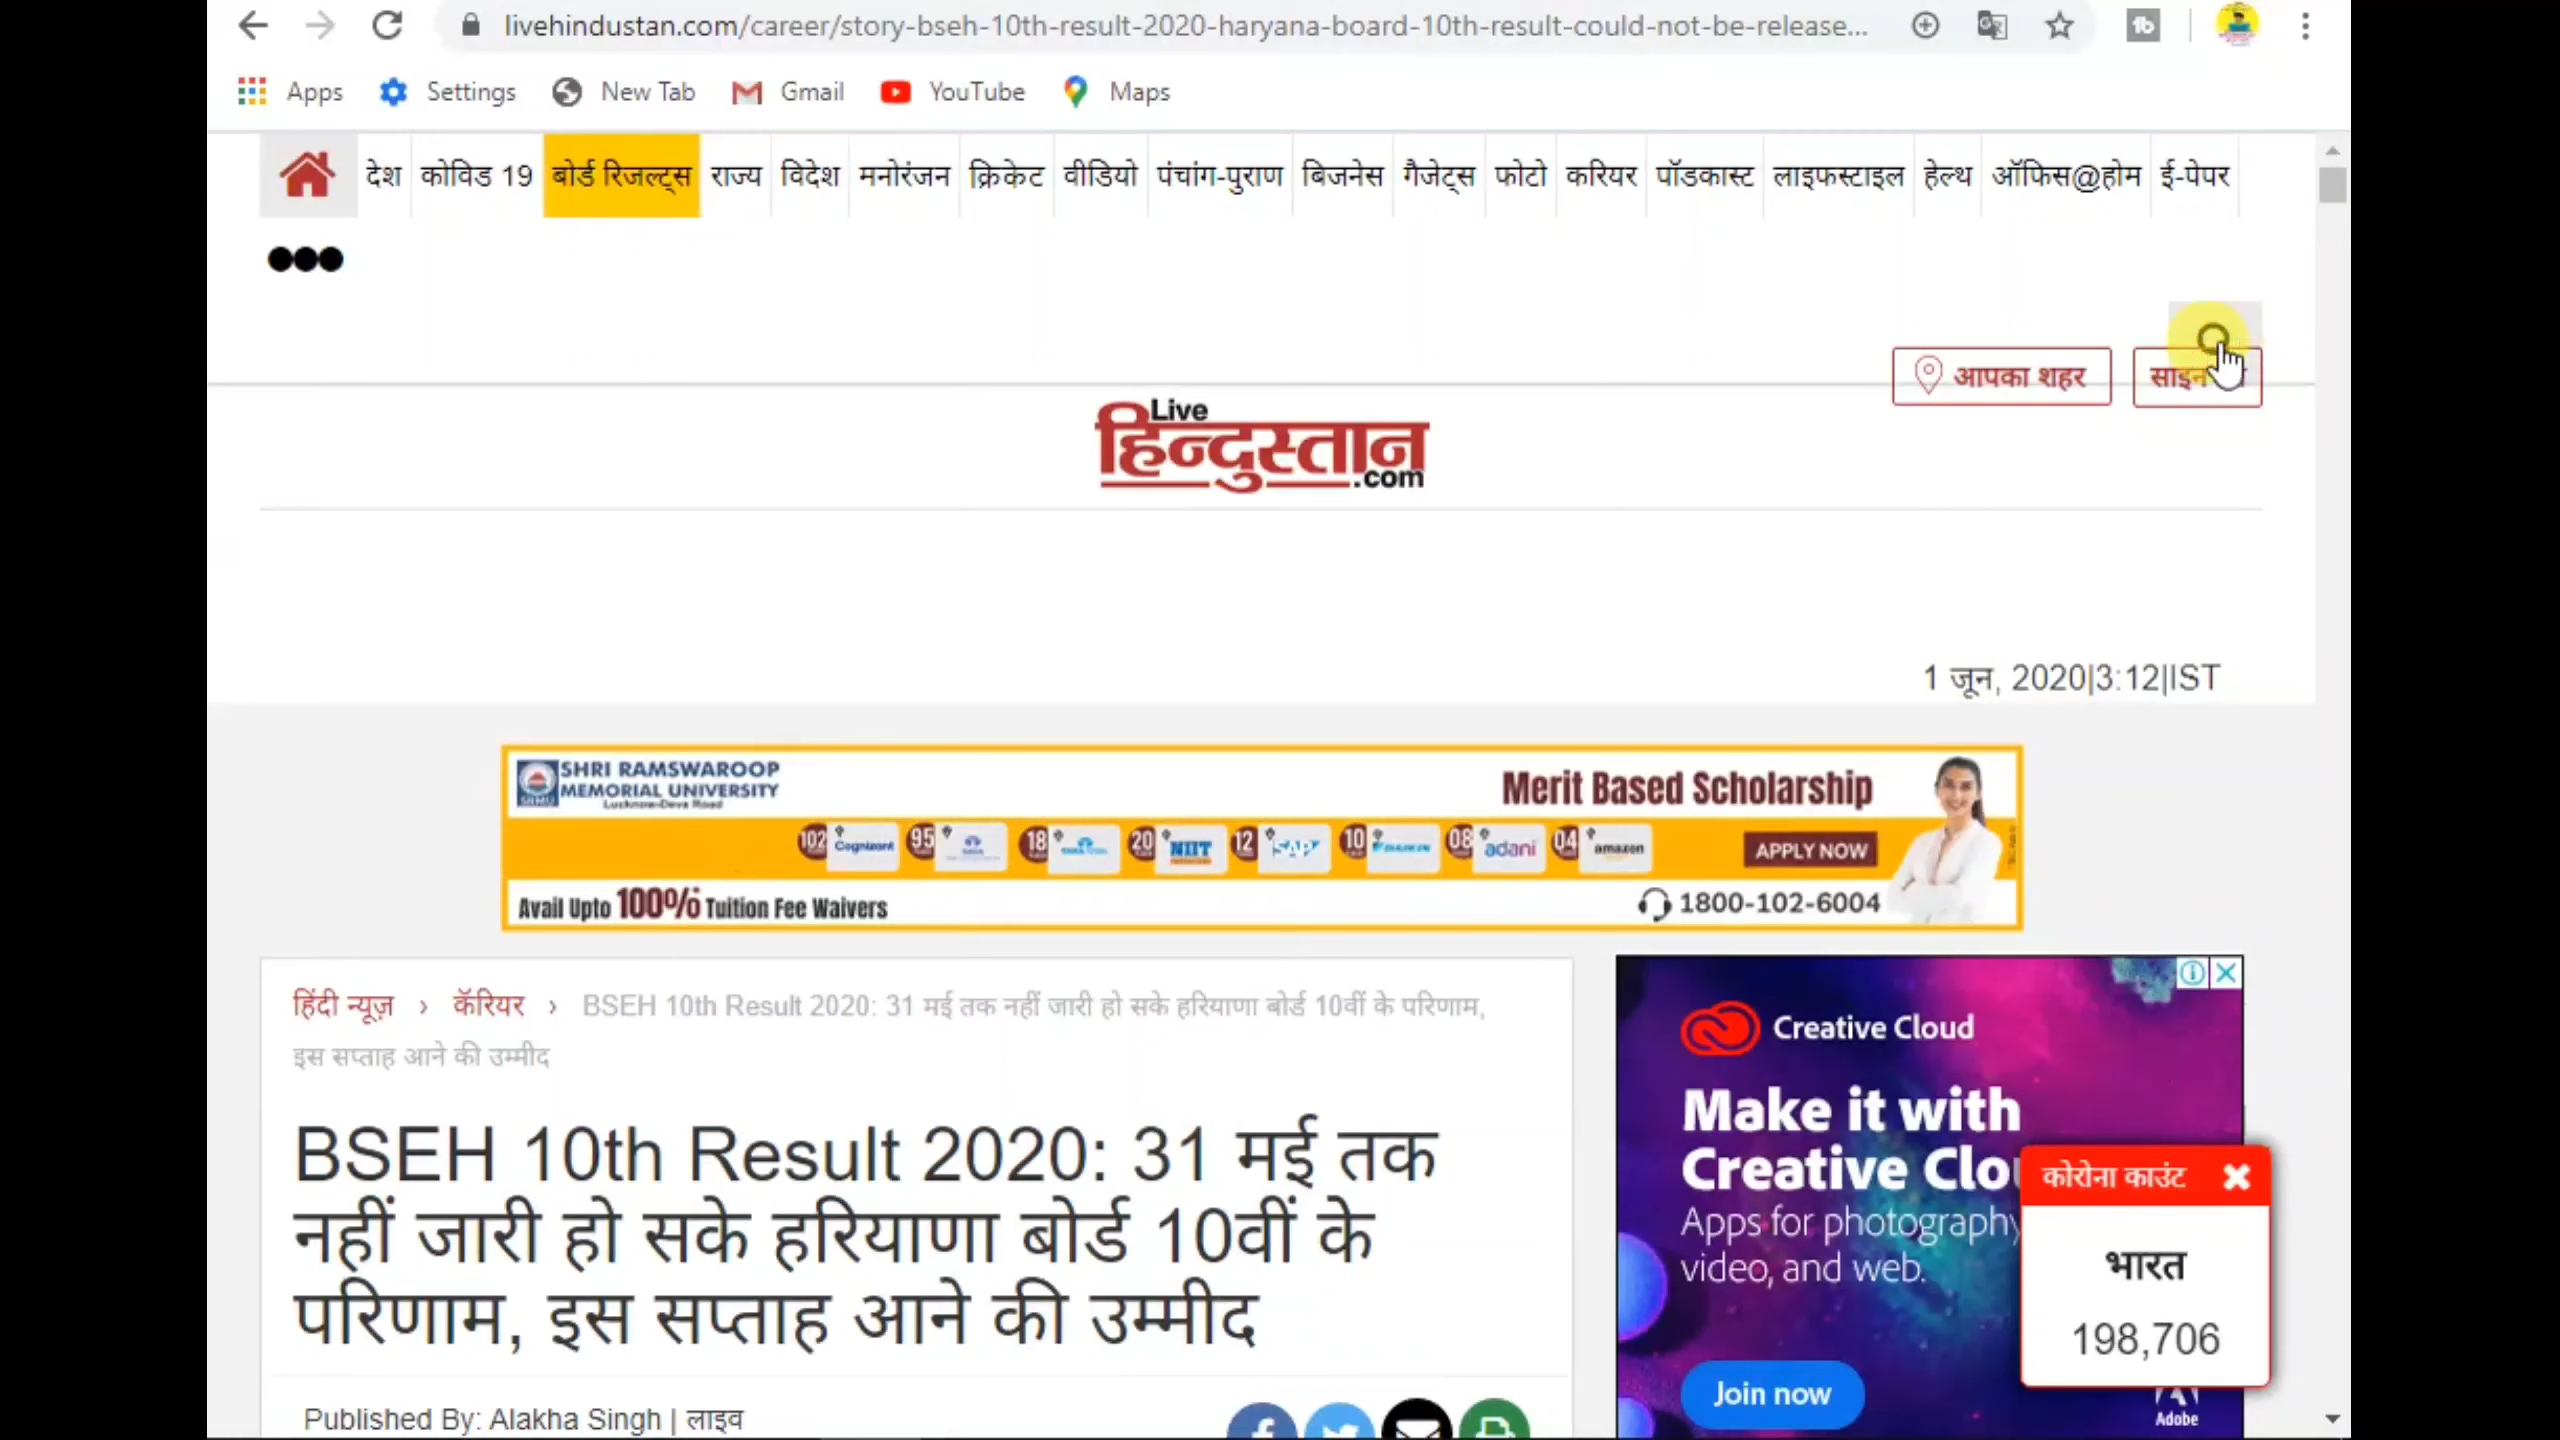 livehindustan.com/career/story-bseh-10th-result-2020-haryana-board-10th-result-could-not-be-release...
Apps Settings New Tab Gmail YouTube Maps
देश कोविड 19 बोर्ड रिजल्ट्स राज्य विदेश मनोरंजन क्रिकेट वीडियो पंचांग-पुराण बिजनेस गैजेट्स फोटो करियर पॉडकास्ट लाइफस्टाइल हेल्थ ऑफिस@होम ई-पेपर
आपका शहर
Live
हिन्दुस्तान
.com
1 जून, 2020|3:12|IST
SHRI RAMSWAROOP
MEMORIAL UNIVERSITY
Lucknow-Deva Road
Merit Based Scholarship
102 Cognizant 95 18 20 NIIT 12 SAP 10 08 adani 04 amazon
APPLY NOW
Avail Upto 100% Tuition Fee Waivers
1800-102-6004
हिंदी न्यूज़ › कॅरियर › BSEH 10th Result 2020: 31 मई तक नहीं जारी हो सके हरियाणा बोर्ड 10वीं के परिणाम,
इस सप्ताह आने की उम्मीद
BSEH 10th Result 2020: 31 मई तक
नहीं जारी हो सके हरियाणा बोर्ड 10वीं के
परिणाम, इस सप्ताह आने की उम्मीद
Published By: Alakha Singh | लाइव
Creative Cloud
Make it with
Creative Clo
Apps for photography
video, and web.
Join now
Adobe
कोरोना काउंट
भारत
198,706